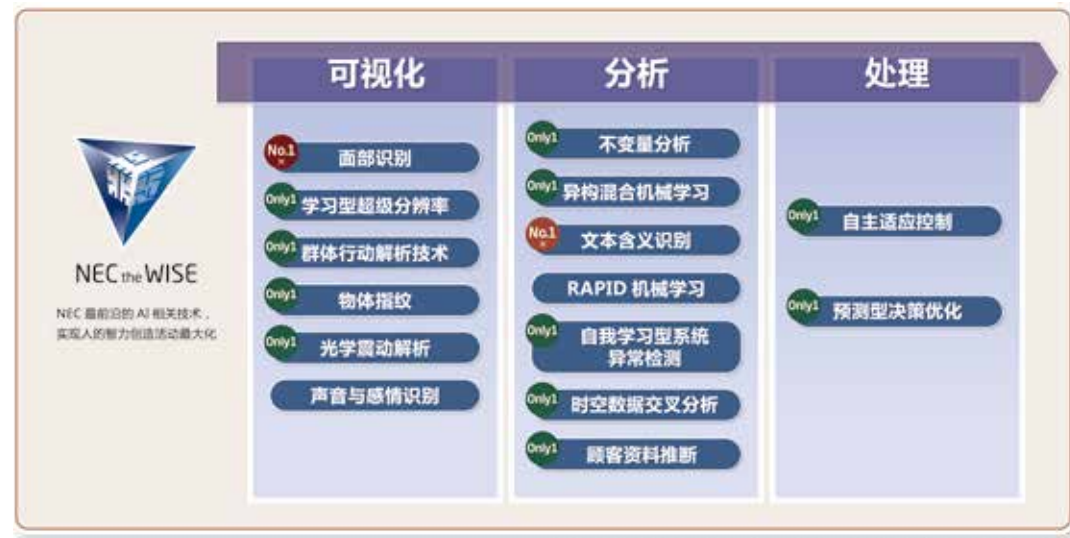 可视化
分析
处理
No.1
※
面部识别
Only1
学习型超级分辨率
Only1
群体行动解析技术
Only1
物体指纹
Only1
光学震动解析
声音与感情识别
Only1
不变量分析
Only1
异构混合机械学习
No.1
※
文本含义识别
RAPID 机械学习
Only1
自我学习型系统
异常检测
Only1
时空数据交叉分析
Only1
顾客资料推断
Only1
自主适应控制
Only1
预测型决策优化
NEC the WISE
NEC 最前沿的 AI 相关技术，
实现人的智力创造活动最大化